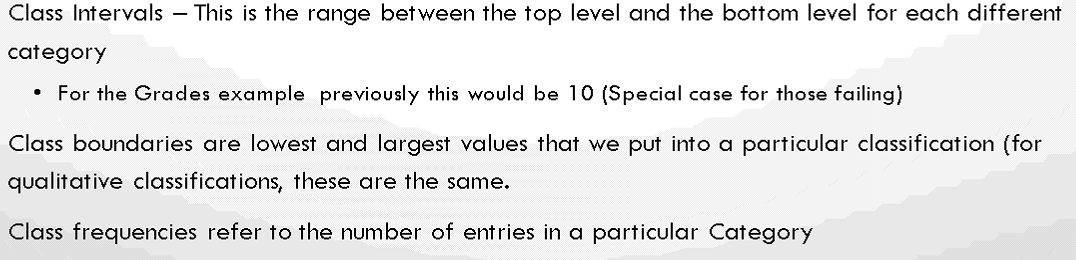 Class Intervals – This is the range between the top level and the bottom level for each different
category
• For the Grades example previously this would be 10 (Special case for those failing)
Class boundaries are lowest and largest values that we put into a particular classification (for
qualitative classifications, these are the same.
Class frequencies refer to the number of entries in a particular Category